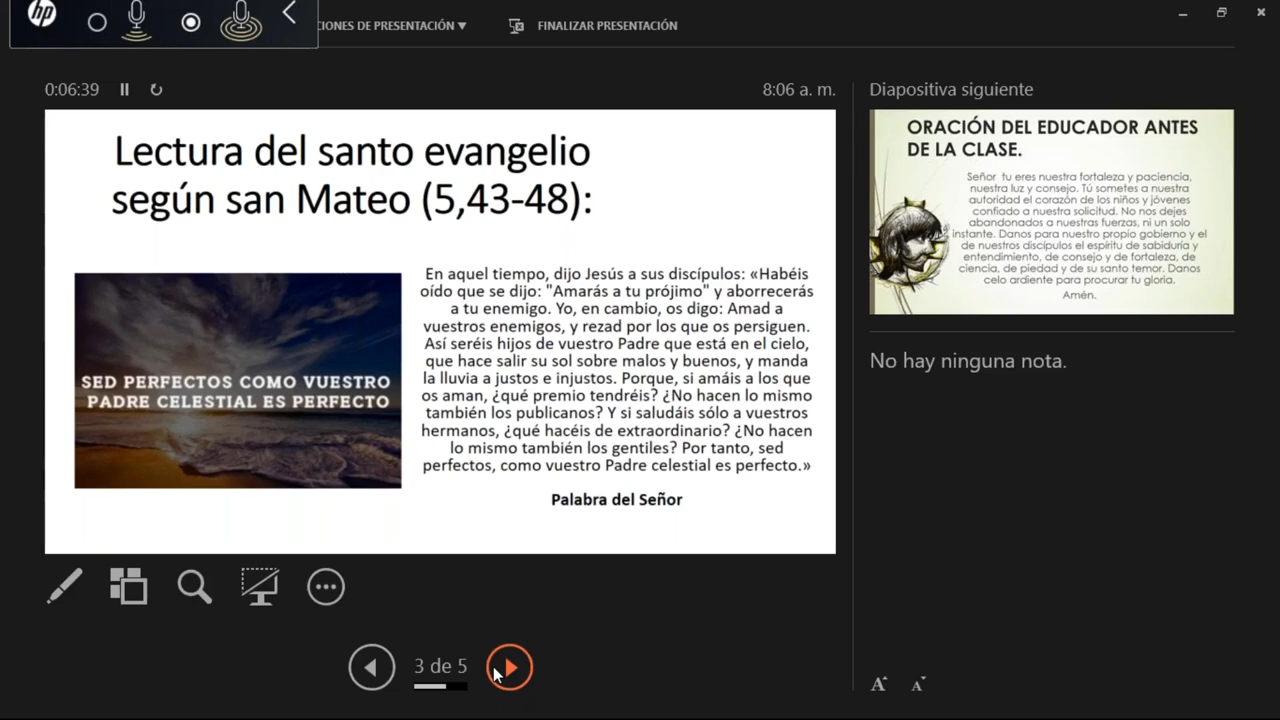 hp
CIONES DE PRESENTACIÓN ▼
FINALIZAR PRESENTACIÓN
0:06:39
8:06 a. m.
Lectura del santo evangelio
según san Mateo (5,43-48):
SED PERFECTOS COMO VUESTRO
PADRE CELESTIAL ES PERFECTO
En aquel tiempo, dijo Jesús a sus discípulos: «Habéis
oído que se dijo: "Amarás a tu prójimo" y aborrecerás
a tu enemigo. Yo, en cambio, os digo: Amad a
vuestros enemigos, y rezad por los que os persiguen.
Así seréis hijos de vuestro Padre que está en el cielo,
que hace salir su sol sobre malos y buenos, y manda
la lluvia a justos e injustos. Porque, si amáis a los que
os aman, ¿qué premio tendréis? ¿No hacen lo mismo
también los publicanos? Y si saludáis sólo a vuestros
hermanos, ¿qué hacéis de extraordinario? ¿No hacen
lo mismo también los gentiles? Por tanto, sed
perfectos, como vuestro Padre celestial es perfecto.»
Palabra del Señor
3 de 5
Diapositiva siguiente
ORACIÓN DEL EDUCADOR ANTES
DE LA CLASE.
Señor tu eres nuestra fortaleza y paciencia,
nuestra luz y consejo. Tú sometes a nuestra
autoridad el corazón de los niños y jóvenes
confiado a nuestra solicitud. No nos dejes
abandonados a nuestras fuerzas, ni un solo
instante. Danos para nuestro propio gobierno y el
de nuestros discípulos el espíritu de sabiduría y
entendimiento, de consejo y de fortaleza, de
ciencia, de piedad y de su santo temor. Danos
celo ardiente para procurar tu gloria.
Amén.
No hay ninguna nota.
A A